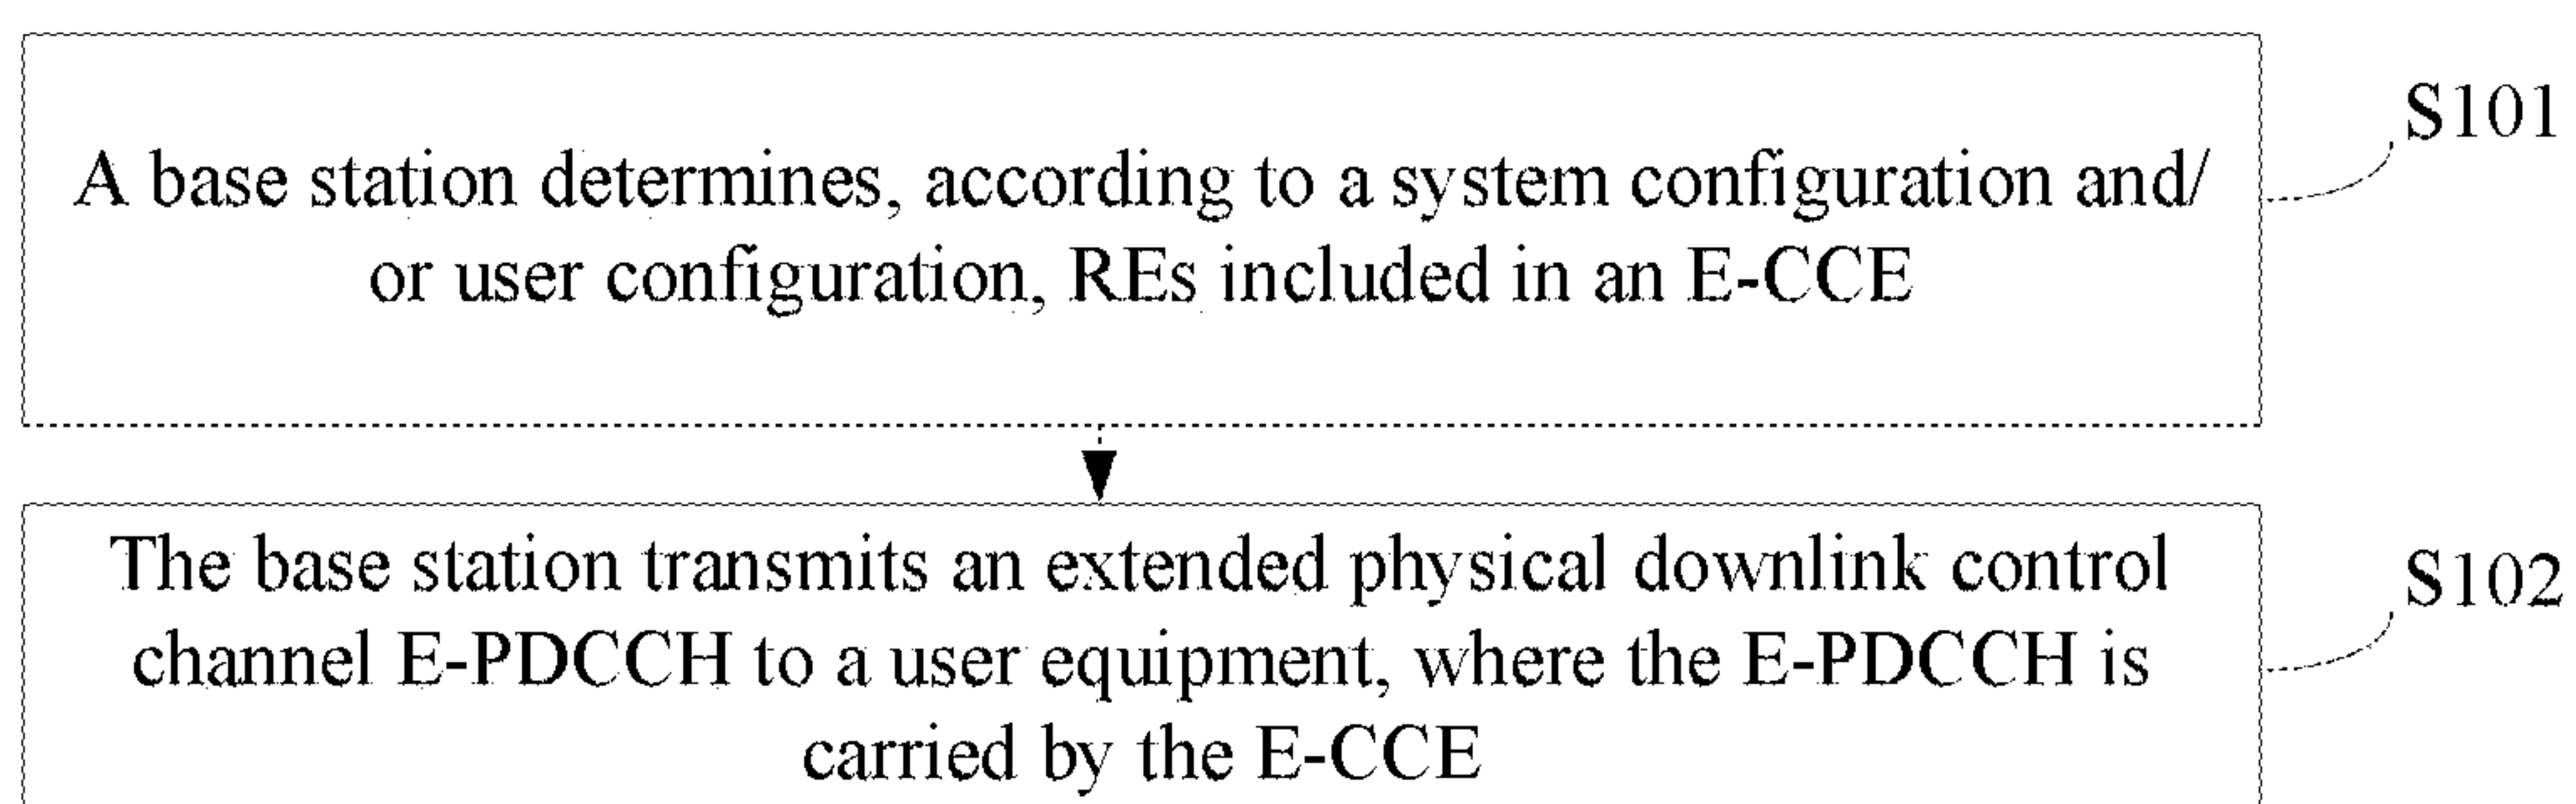 A base station determines, according to a system configuration and/
or user configuration, REs included in an E-CCE
S101
The base station transmits an extended physical downlink control
channel E-PDCCH to a user equipment, where the E-PDCCH is
carried by the E-CCE
S102